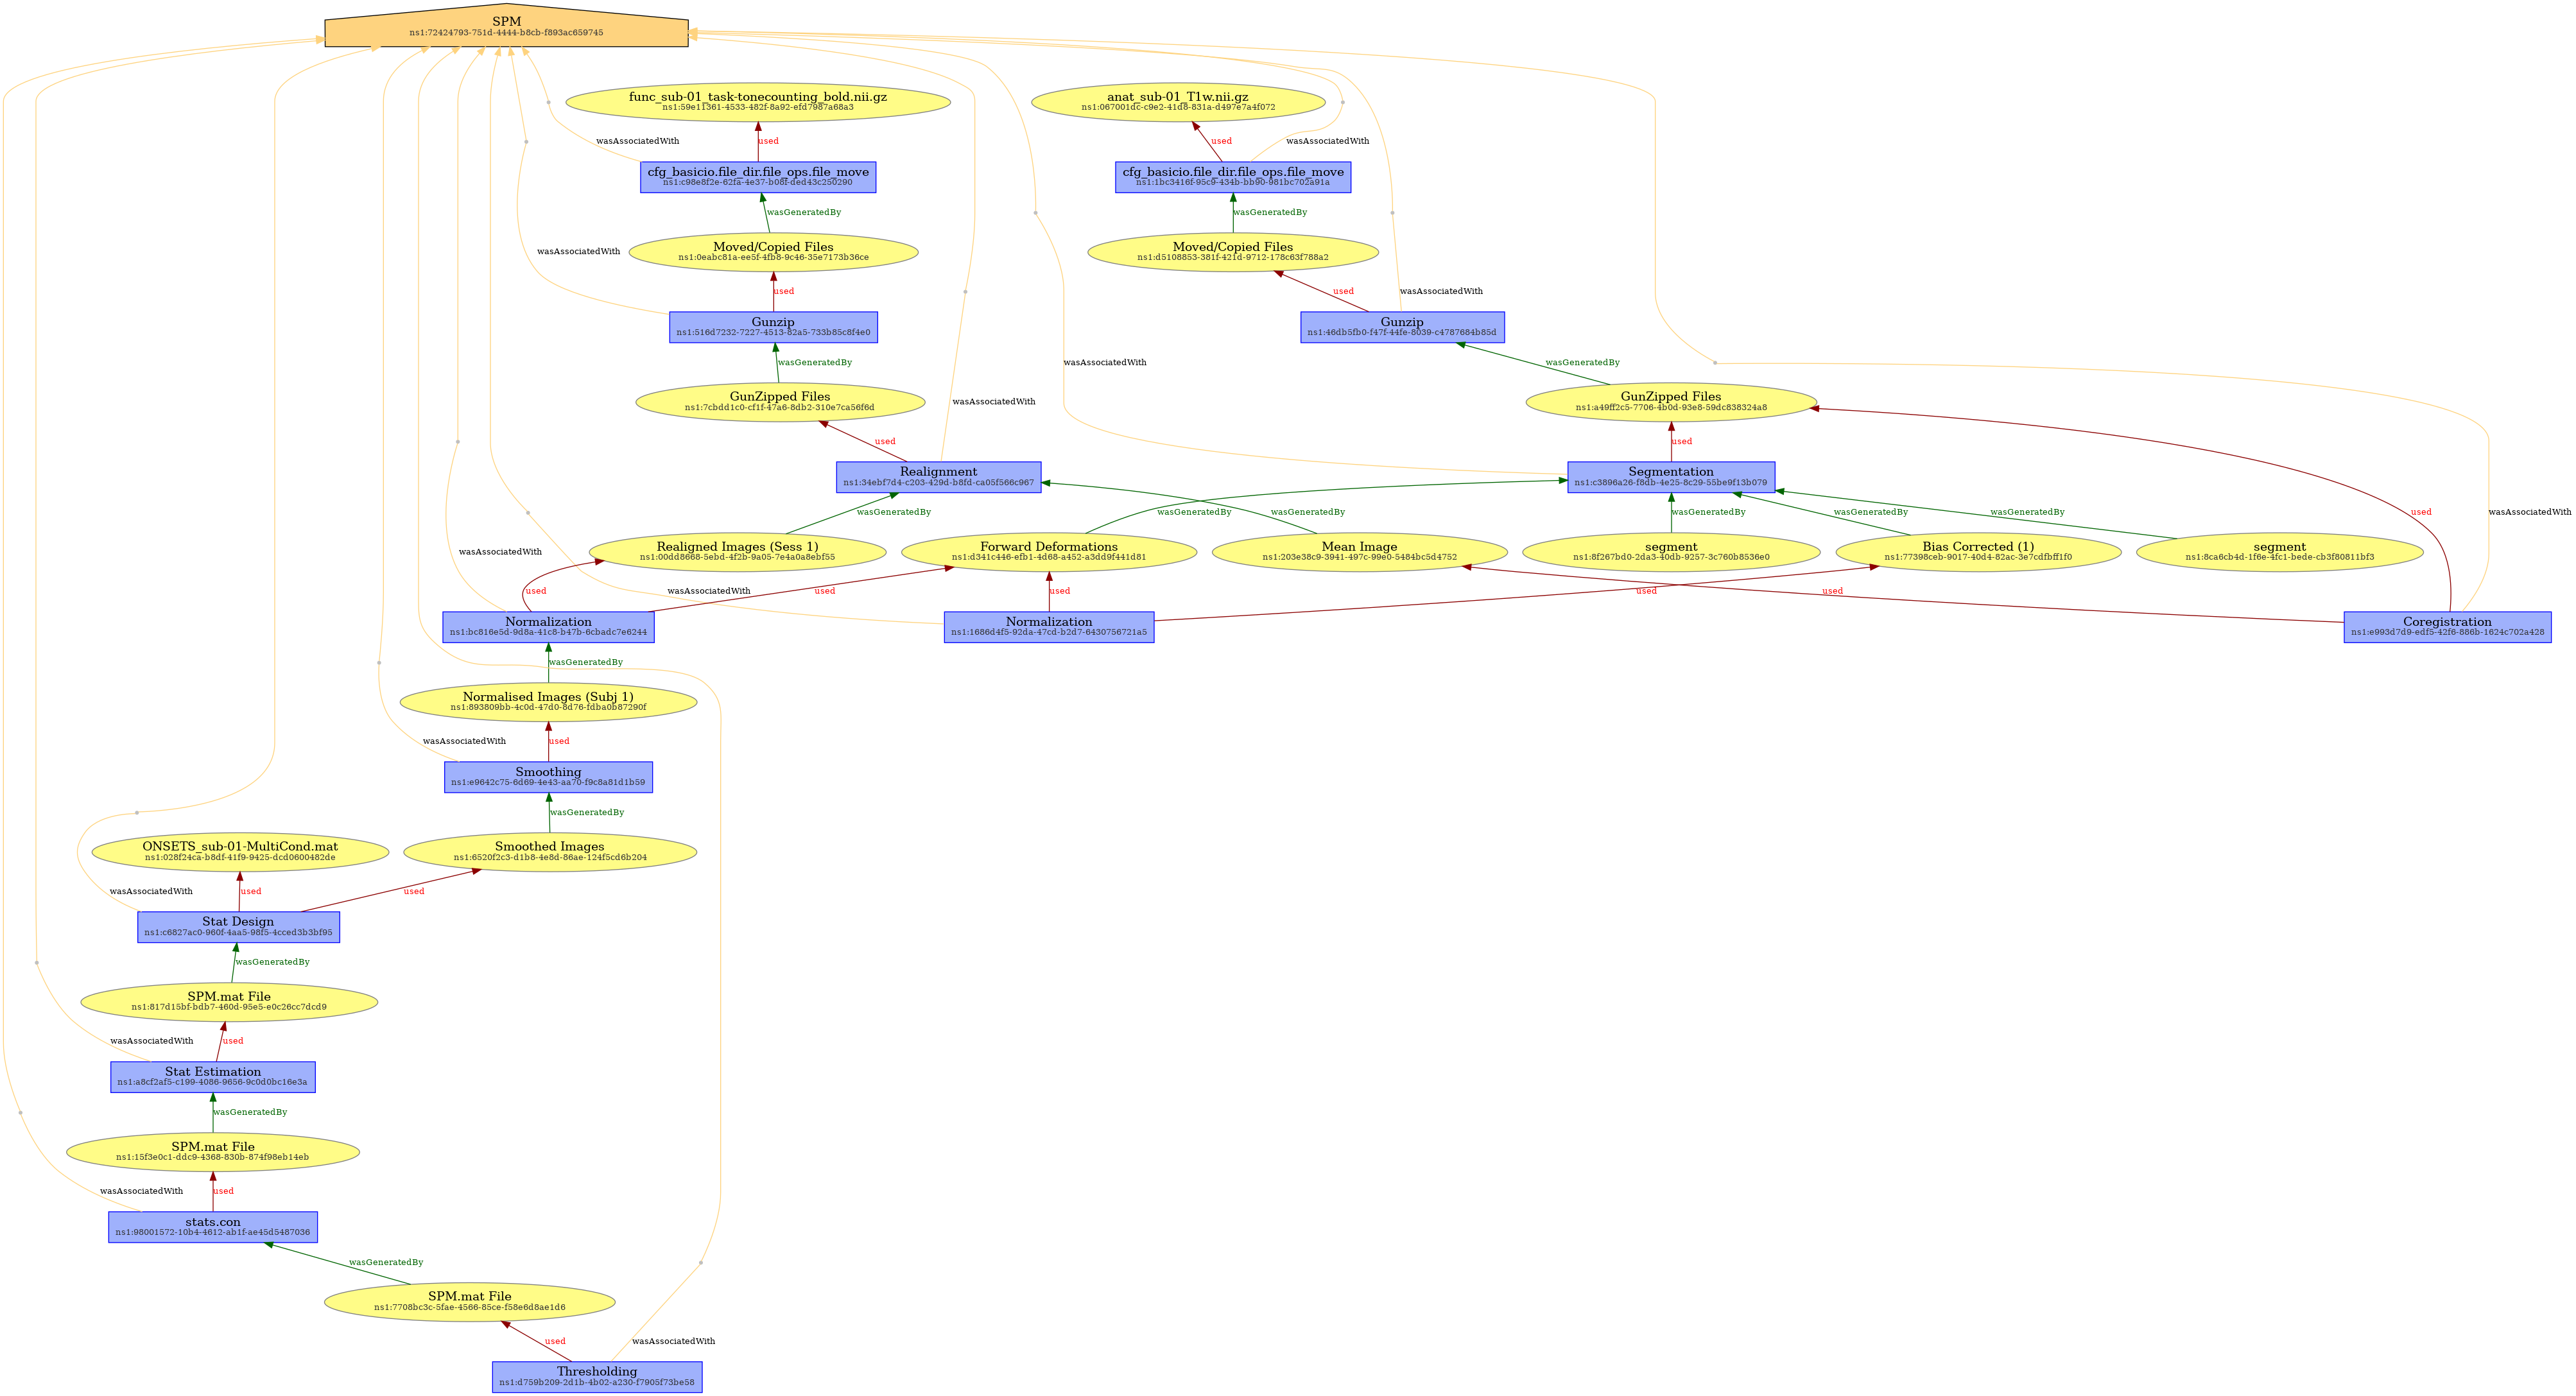 SPM
ns1:72424793-751d-4444-b8cb-f893ac659745
func_sub-01_task-tonecounting_bold.nii.gz
ns1:59e11361-4533-482f-8a92-efd7987a68a3
anat_sub-01_T1w.nii.gz
ns1:067001dc-c9e2-41d8-831a-d497e7a4f072
wasAssociatedWith
used
used
wasAssociatedWith
cfg_basicio.file_dir.file_ops.file_move
ns1:c98e8f2e-62fa-4e37-b08f-ded43c250290
cfg_basicio.file_dir.file_ops.file_move
ns1:1bc3416f-95c9-434b-bb90-981bc702a91a
wasGeneratedBy
wasGeneratedBy
wasAssociatedWith
Moved/Copied Files
ns1:0eabc81a-ee5f-4fb8-9c46-35e7173b36ce
Moved/Copied Files
ns1:d5108853-381f-421d-9712-178c63f788a2
used
used
wasAssociatedWith
Gunzip
ns1:516d7232-7227-4513-82a5-733b85c8f4e0
Gunzip
ns1:46db5fb0-f47f-44fe-8039-c4787684b85d
wasGeneratedBy
wasAssociatedWith
wasGeneratedBy
GunZipped Files
ns1:7cbdd1c0-cf1f-47a6-8db2-310e7ca56f6d
wasAssociatedWith
GunZipped Files
ns1:a49ff2c5-7706-4b0d-93e8-59dc838324a8
used
used
Realignment
ns1:34ebf7d4-c203-429d-b8fd-ca05f566c967
Segmentation
ns1:c3896a26-f8db-4e25-8c29-55be9f13b079
wasGeneratedBy
wasGeneratedBy
wasGeneratedBy
wasGeneratedBy
wasGeneratedBy
wasGeneratedBy
used
wasAssociatedWith
wasAssociatedWith
Realigned Images (Sess 1)
ns1:00dd8668-5ebd-4f2b-9a05-7e4a0a8ebf55
Forward Deformations
ns1:d341c446-efb1-4d68-a452-a3dd9f441d81
Mean Image
ns1:203e38c9-3941-497c-99e0-5484bc5d4752
segment
ns1:8f267bd0-2da3-40db-9257-3c760b8536e0
Bias Corrected (1)
ns1:77398ceb-9017-40d4-82ac-3e7cdfbff1f0
segment
ns1:8ca6cb4d-1f6e-4fc1-bede-cb3f80811bf3
used
wasAssociatedWith
used
used
used
used
Normalization
ns1:bc816e5d-9d8a-41c8-b47b-6cbadc7e6244
Normalization
ns1:1686d4f5-92da-47cd-b2d7-6430756721a5
Coregistration
ns1:e993d7d9-edf5-42f6-886b-1624c702a428
wasGeneratedBy
Normalised Images (Subj 1)
ns1:893809bb-4c0d-47d0-8d76-fdba0b87290f
wasAssociatedWith
used
Smoothing
ns1:e9642c75-6d69-4e43-aa70-f9c8a81d1b59
wasGeneratedBy
ONSETS_sub-01-MultiCond.mat
ns1:028f24ca-b8df-41f9-9425-dcd0600482de
Smoothed Images
ns1:6520f2c3-d1b8-4e8d-86ae-124f5cd6b204
wasAssociatedWith
used
used
Stat Design
ns1:c6827ac0-960f-4aa5-98f5-4cced3b3bf95
wasGeneratedBy
SPM.mat File
ns1:817d15bf-bdb7-460d-95e5-e0c26cc7dcd9
wasAssociatedWith
used
Stat Estimation
ns1:a8cf2af5-c199-4086-9656-9c0d0bc16e3a
wasGeneratedBy
SPM.mat File
ns1:15f3e0c1-ddc9-4368-830b-874f98eb14eb
wasAssociatedWith
used
stats.con
ns1:98001572-10b4-4612-ab1f-ae45d5487036
wasGeneratedBy
SPM.mat File
ns1:7708bc3c-5fae-4566-85ce-f58e6d8ae1d6
used
wasAssociatedWith
Thresholding
ns1:d759b209-2d1b-4b02-a230-f7905f73be58